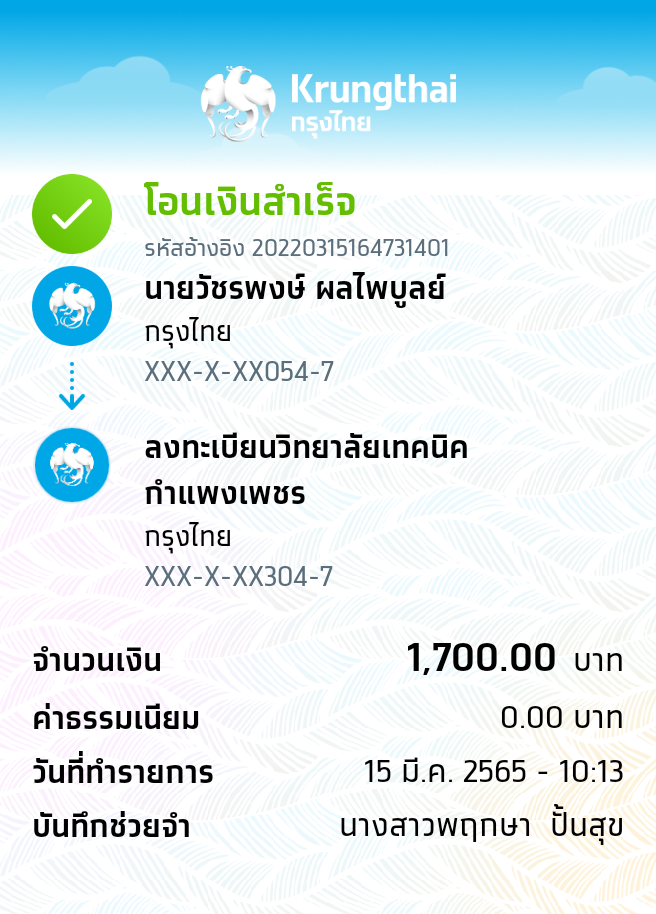 Krungthai
กรุงไทย
โอนเงินสำเร็จ
รหัสอ้างอิง 20220315164731401
นายวัชรพงษ์ ผลไพบูลย์
กรุงไทย
XXX-X-XX054-7
ลงทะเบียนวิทยาลัยเทคนิค
กำแพงเพชร
กรุงไทย
XXX-X-XX304-7
จำนวนเงิน 1,700.00 บาท
ค่าธรรมเนียม 0.00 บาท
วันที่ทำรายการ 15 มี.ค. 2565 - 10:13
บันทึกช่วยจำ นางสาวพฤกษา ปั้นสุข